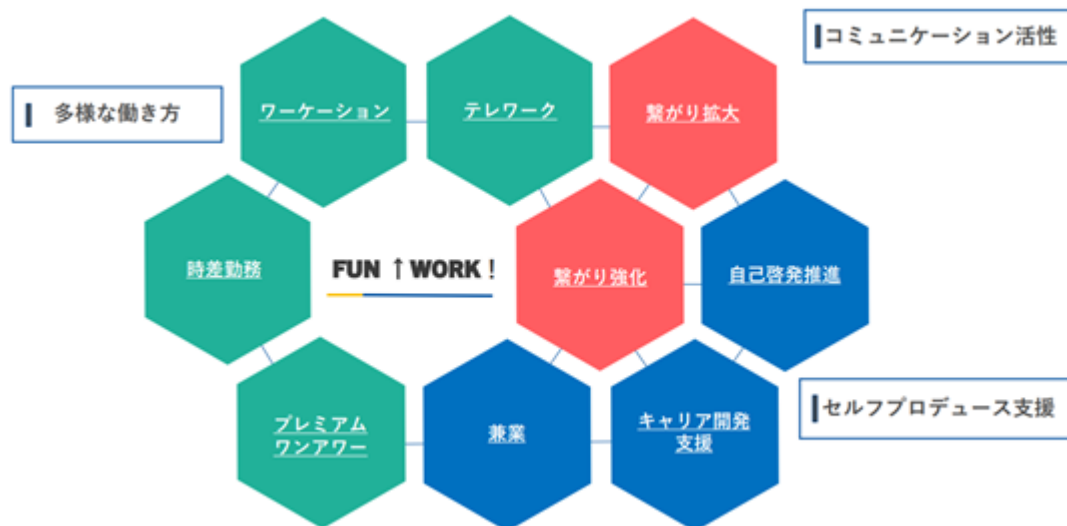 コミュニケーション活性
多様な働き方
ワーケーション
テレワーク
繋がり拡大
時差勤務
FUN ↑ WORK !
繋がり強化
自己啓発推進
プレミアム
ワンアワー
兼業
キャリア開発
支援
セルフプロデュース支援